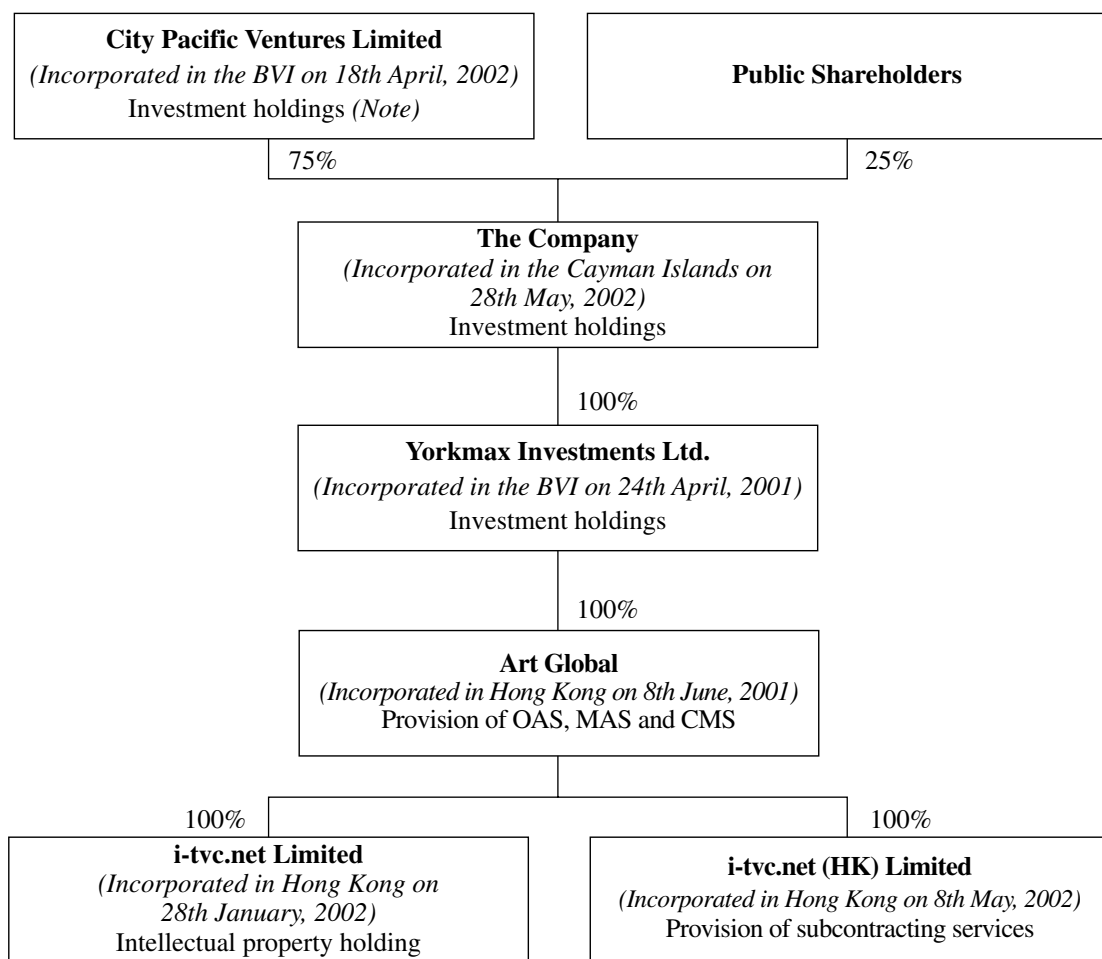 City Pacific Ventures Limited
(Incorporated in the BVI on 18th April, 2002)
Investment holdings (Note)
Public Shareholders
75%
25%
The Company
(Incorporated in the Cayman Islands on
28th May, 2002)
Investment holdings
100%
Yorkmax Investments Ltd.
(Incorporated in the BVI on 24th April, 2001)
Investment holdings
100%
Art Global
(Incorporated in Hong Kong on 8th June, 2001)
Provision of OAS, MAS and CMS
100%
100%
i-tvc.net Limited
(Incorporated in Hong Kong on
28th January, 2002)
Intellectual property holding
i-tvc.net (HK) Limited
(Incorporated in Hong Kong on 8th May, 2002)
Provision of subcontracting services